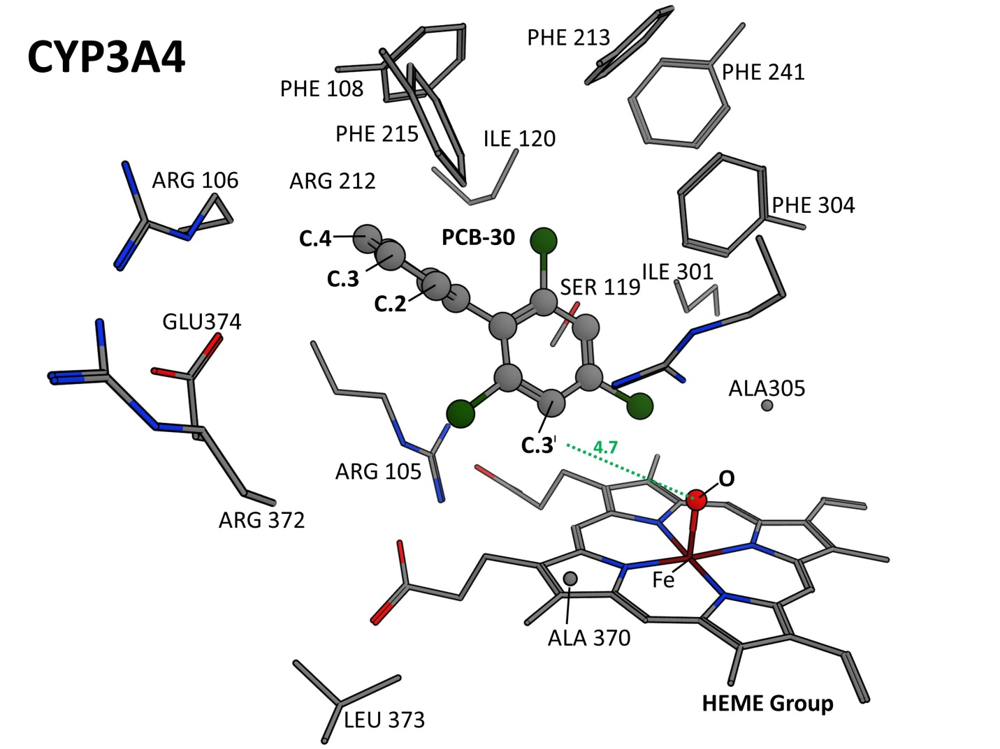 CYP3A4
PHE 213
PHE 241
PHE 108
PHE 215
ILE 120
ARG 106
ARG 212
PHE 304
C.4
PCB-30
C.3
ILE 301
SER 119
C.2
GLU374
ALA305
C.3'
4.7
ARG 105
O
ARG 372
Fe
ALA 370
HEME Group
LEU 373